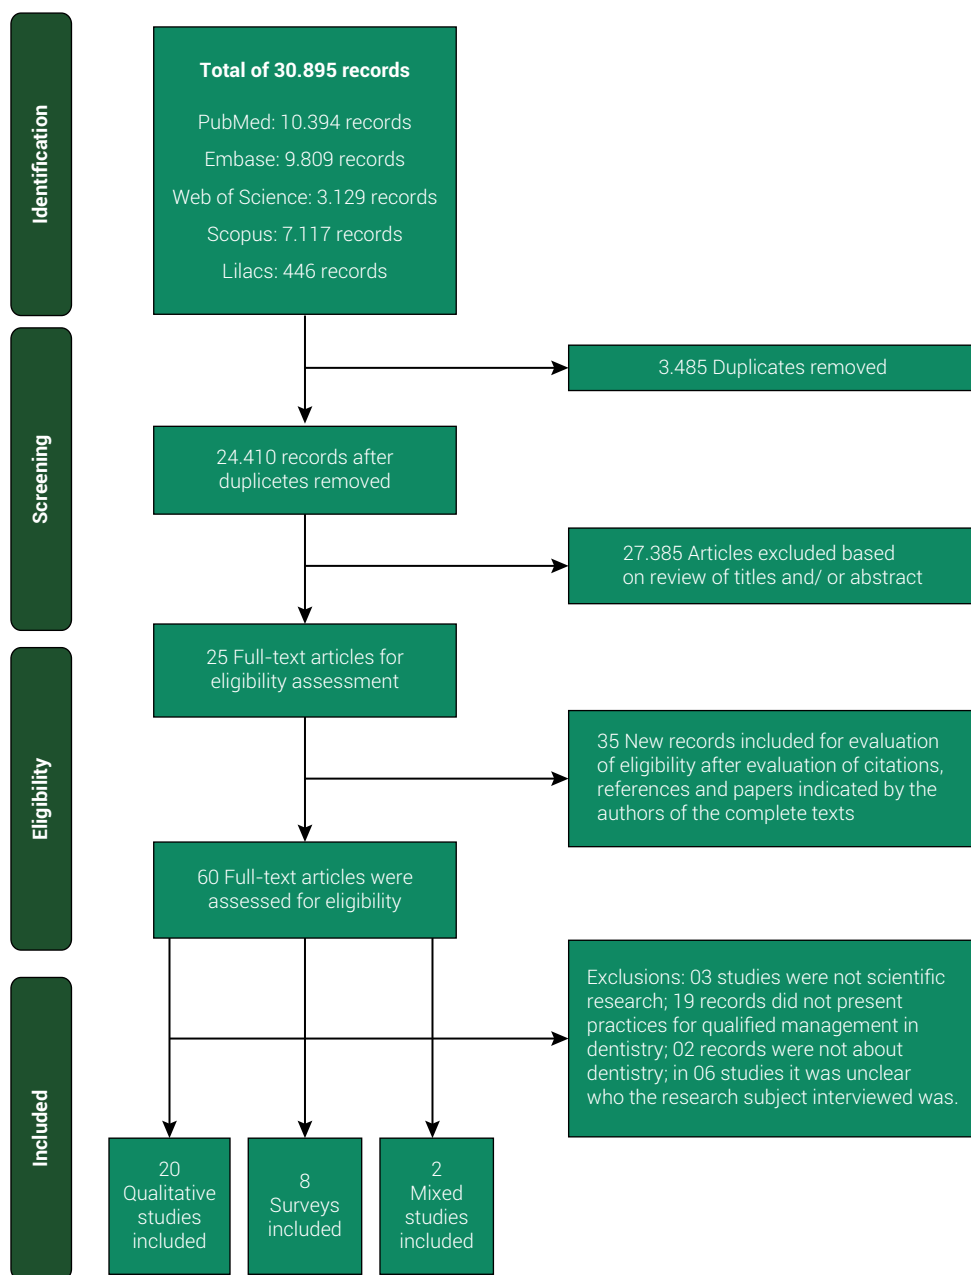 Identification
Total of 30.895 records
PubMed: 10.394 records
Embase: 9.809 records
Web of Science: 3.129 records
Scopus: 7.117 records
Lilacs: 446 records
Screening
3.485 Duplicates removed
24.410 records after
duplicetes removed
27.385 Articles excluded based
on review of titles and/ or abstract
Eligibility
25 Full-text articles for
eligibility assessment
35 New records included for evaluation
of eligibility after evaluation of citations,
references and papers indicated by the
authors of the complete texts
60 Full-text articles were
assessed for eligibility
Included
Exclusions: 03 studies were not scientific
research; 19 records did not present
practices for qualified management in
dentistry; 02 records were not about
dentistry; in 06 studies it was unclear
who the research subject interviewed was.
20
Qualitative
studies
included
8
Surveys
included
2
Mixed
studies
included